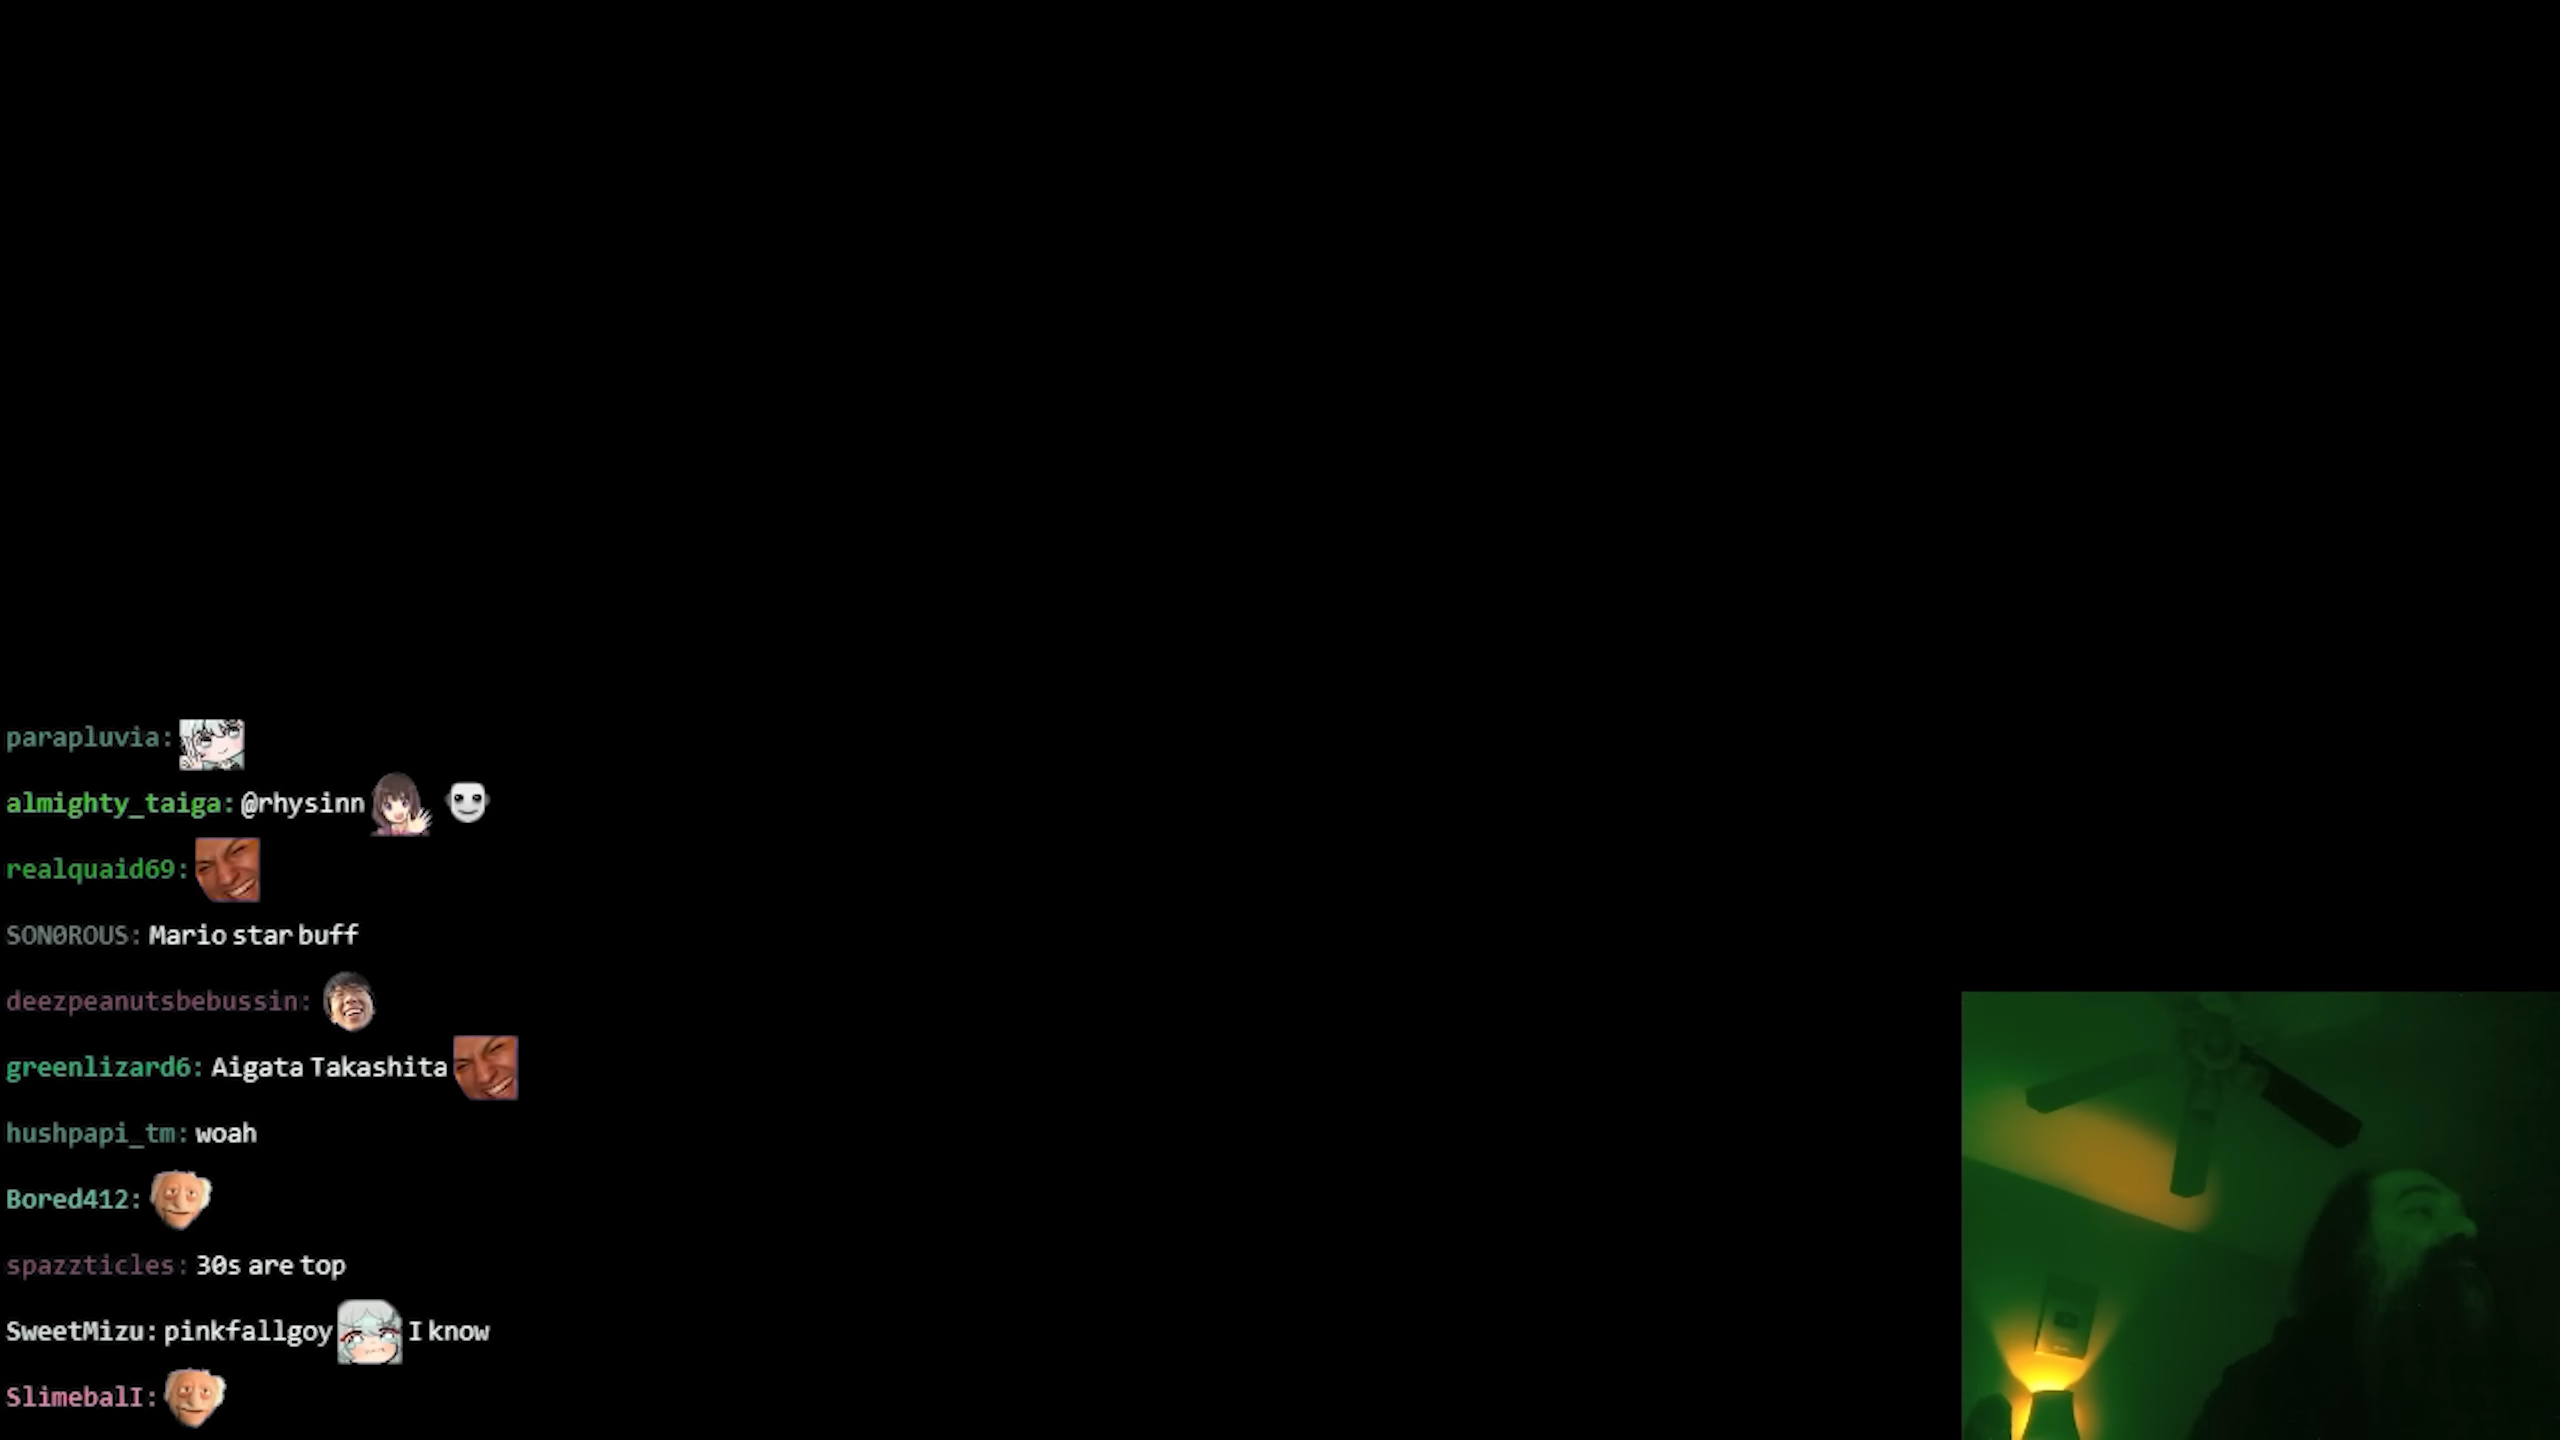 parapluvia:
almighty_taiga: @rhysinn
realquaid69:
SON0ROUS: Mario star buff
deezpeanutsbebussin:
greenlizard6: Aigata Takashita
hushpapi_tm: woah
Bored412:
spazzticles: 30s are top
SweetMizu: pinkfallgoy I know
SlimebalI: